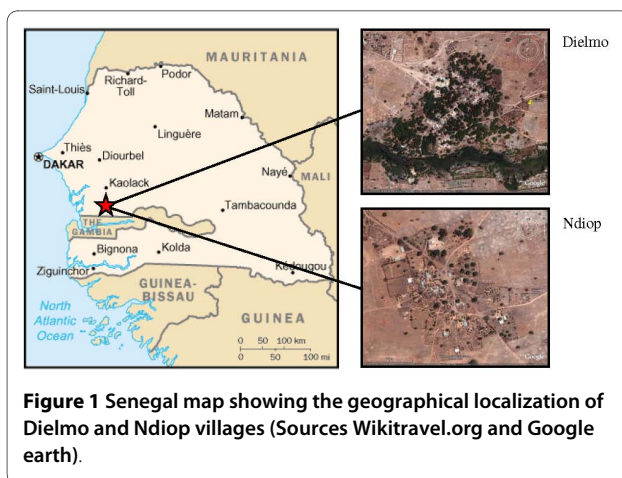 MAURITANIA
Podor
Richard-
Toll
Saint-Louis
Matam
Linguère
Thiès
DAKAR
Diourbel
Nayé
MALI
Kaolack
Tambacounda
THE
GAMBIA
Bignona
Kolda
Ziguinchor
Kédougou
GUINEA-
BISSAU
North
Atlantic
Ocean
GUINEA
0 50 100 km
0 50 100 mi
Dielmo
Google
Ndiop
Google
Figure 1 Senegal map showing the geographical localization of
Dielmo and Ndiop villages (Sources Wikitravel.org and Google
earth).